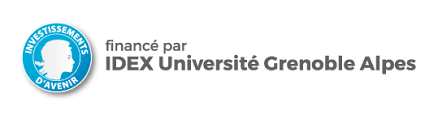 INVESTISSEMENTS
D'AVENIR
financé par
IDEX Université Grenoble Alpes